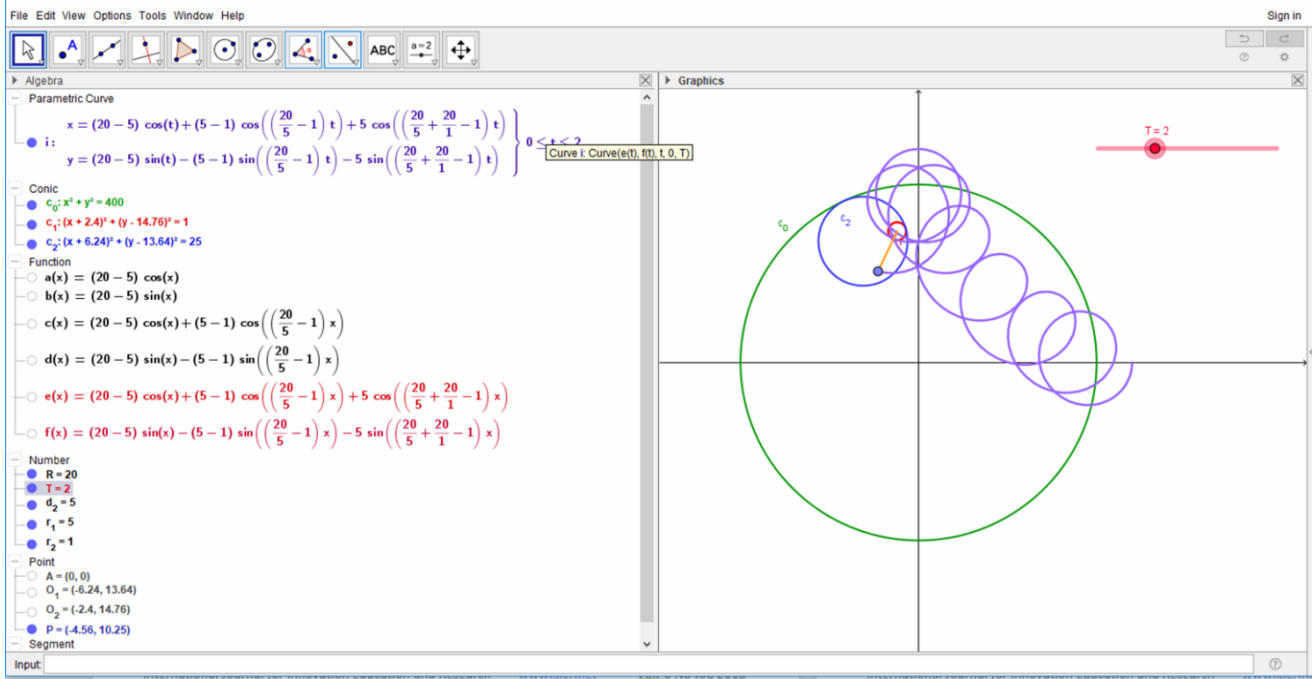 File Edit View Options Tools Window Help
Sign in
A
ABC
a=2
Algebra
Parametric Curve
i: x = (20 − 5) cos(t) + (5 − 1) cos((20/5 − 1) t) + 5 cos((20/5 + 20/1 − 1) t)
y = (20 − 5) sin(t) − (5 − 1) sin((20/5 − 1) t) − 5 sin((20/5 + 20/1 − 1) t)
0 ≤ t ≤ 2
Curve i: Curve(e(t), f(t), t, 0, T)
Conic
c₀: x² + y² = 400
c₁: (x + 2.4)² + (y - 14.76)² = 1
c₂: (x + 6.24)² + (y - 13.64)² = 25
Function
a(x) = (20 − 5) cos(x)
b(x) = (20 − 5) sin(x)
c(x) = (20 − 5) cos(x) + (5 − 1) cos((20/5 − 1) x)
d(x) = (20 − 5) sin(x) − (5 − 1) sin((20/5 − 1) x)
e(x) = (20 − 5) cos(x) + (5 − 1) cos((20/5 − 1) x) + 5 cos((20/5 + 20/1 − 1) x)
f(x) = (20 − 5) sin(x) − (5 − 1) sin((20/5 − 1) x) − 5 sin((20/5 + 20/1 − 1) x)
Number
R = 20
T = 2
d₂ = 5
r₁ = 5
r₂ = 1
Point
A = (0, 0)
O₁ = (-6.24, 13.64)
O₂ = (-2.4, 14.76)
P = (-4.56, 10.25)
Segment
Input:
Graphics
T = 2
c₀
c₂